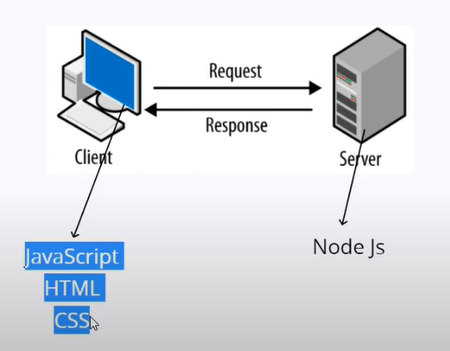 Request
Response
Client
Server
JavaScript
HTML
CSS
Node Js